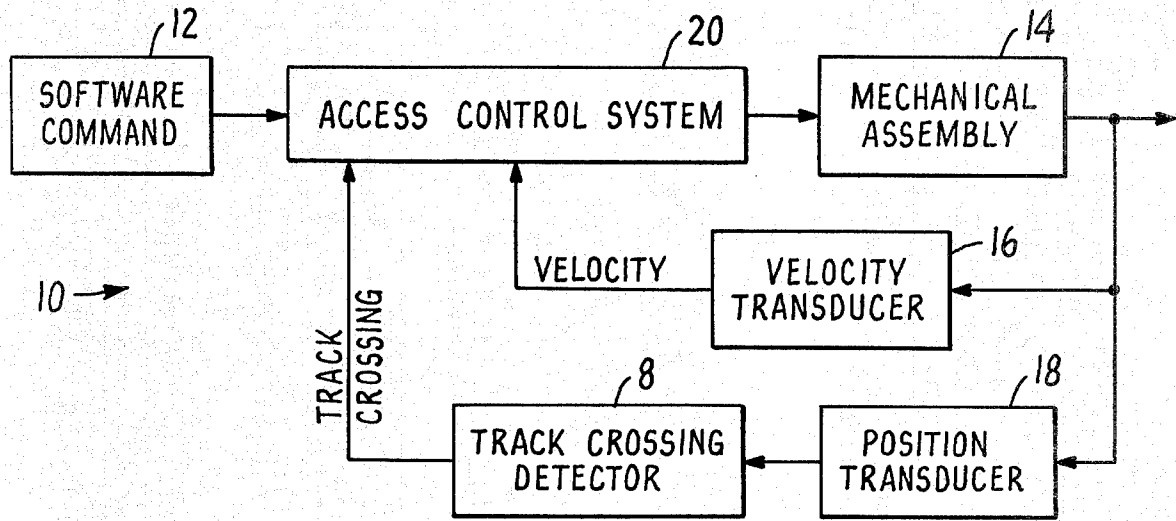 12
20
14
SOFTWARE
COMMAND
ACCESS CONTROL SYSTEM
MECHANICAL
ASSEMBLY
16
VELOCITY
VELOCITY
TRANSDUCER
10
TRACK
CROSSING
8
18
TRACK CROSSING
DETECTOR
POSITION
TRANSDUCER